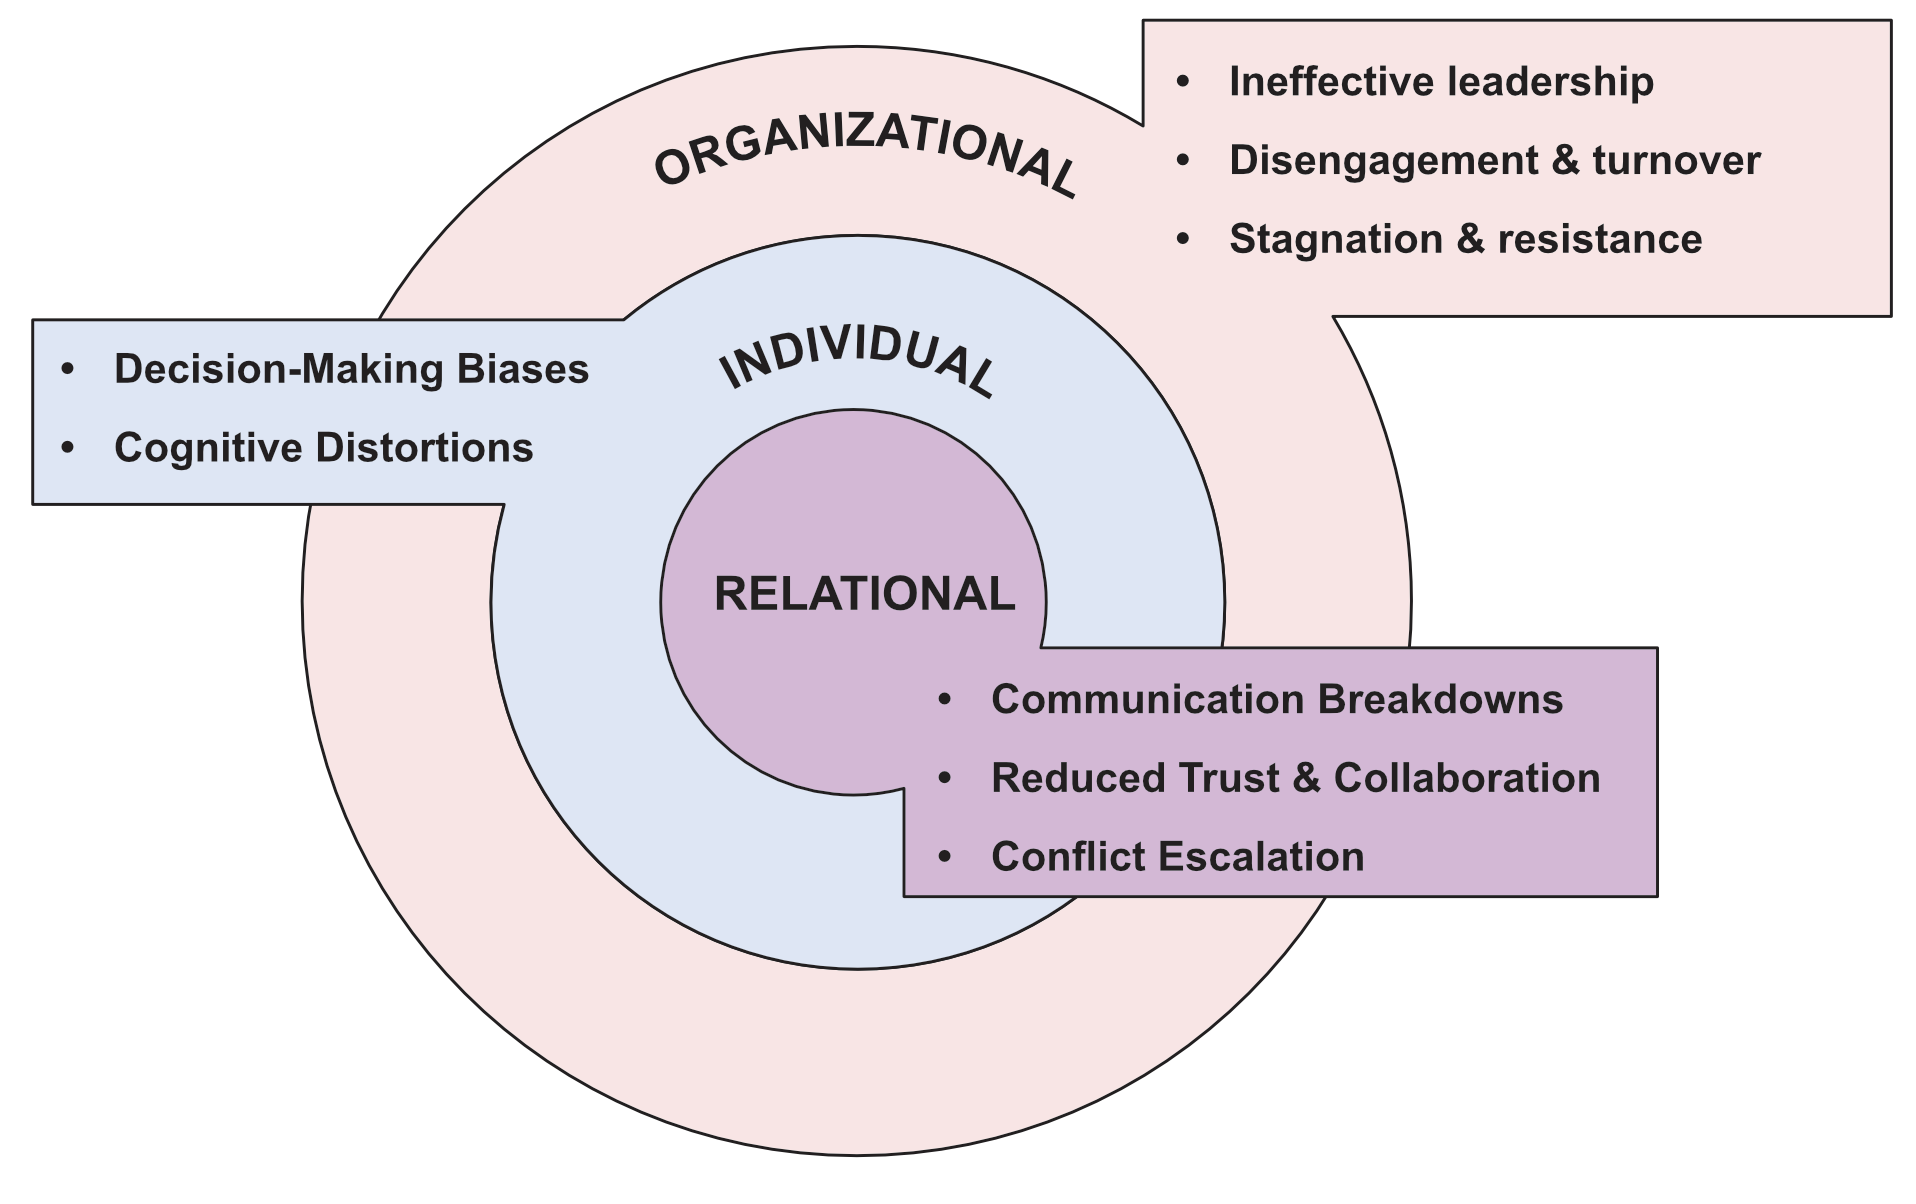 ORGANIZATIONAL
• Ineffective leadership
• Disengagement & turnover
• Stagnation & resistance
INDIVIDUAL
• Decision-Making Biases
• Cognitive Distortions
RELATIONAL
• Communication Breakdowns
• Reduced Trust & Collaboration
• Conflict Escalation